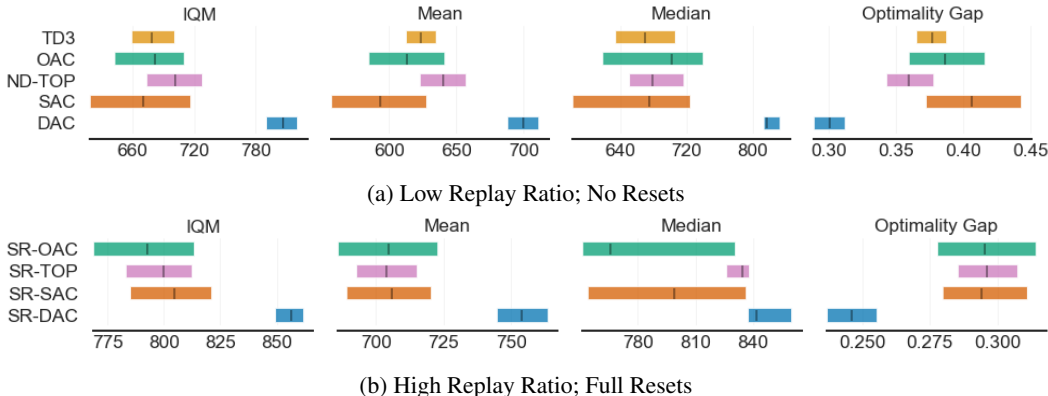 IQM Mean Median Optimality Gap
TD3
OAC
ND-TOP
SAC
DAC
660 720 780 600 650 700 640 720 800 0.30 0.35 0.40 0.45
(a) Low Replay Ratio; No Resets
IQM Mean Median Optimality Gap
SR-OAC
SR-TOP
SR-SAC
SR-DAC
775 800 825 850 700 725 750 780 810 840 0.250 0.275 0.300
(b) High Replay Ratio; Full Resets